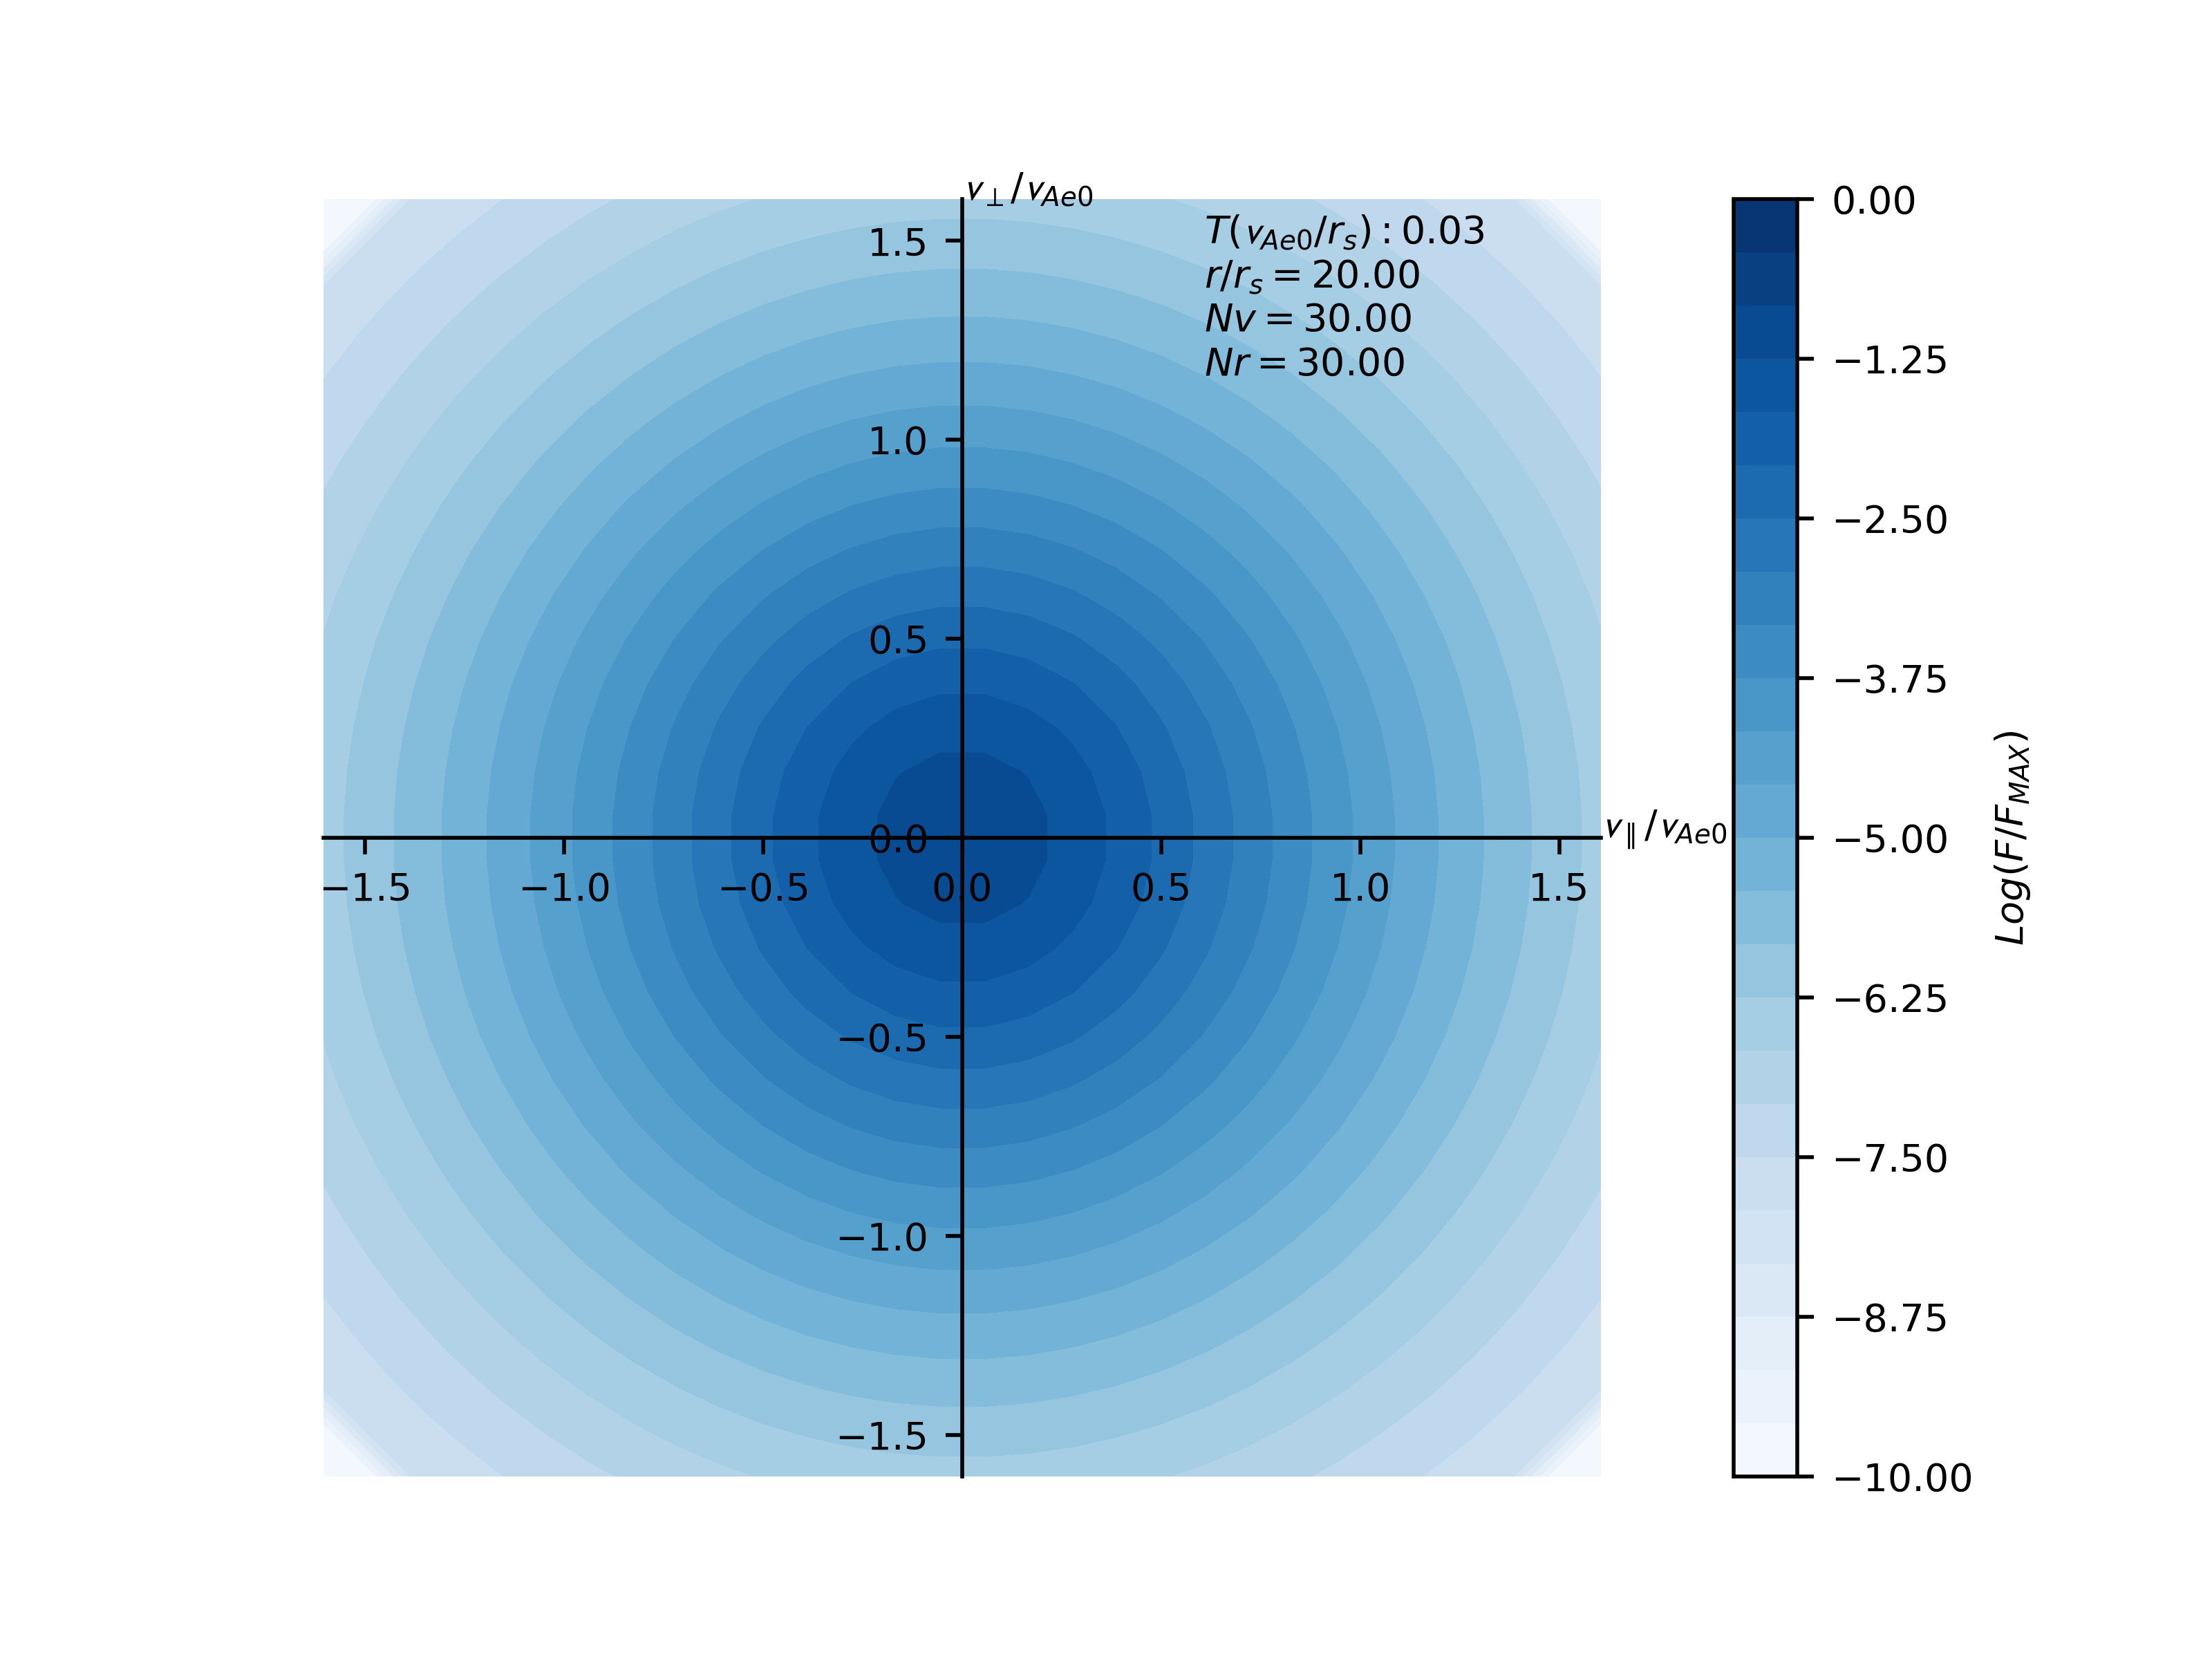 v⊥/vAe0
T(vAe0/rs) : 0.03
r/rs = 20.00
Nv = 30.00
Nr = 30.00
1.5
1.0
0.5
0.0
−0.5
−1.0
−1.5
−1.5 −1.0 −0.5 0.0 0.5 1.0 1.5
v∥/vAe0
0.00
−1.25
−2.50
−3.75
−5.00
−6.25
−7.50
−8.75
−10.00
Log(F/FMAX)